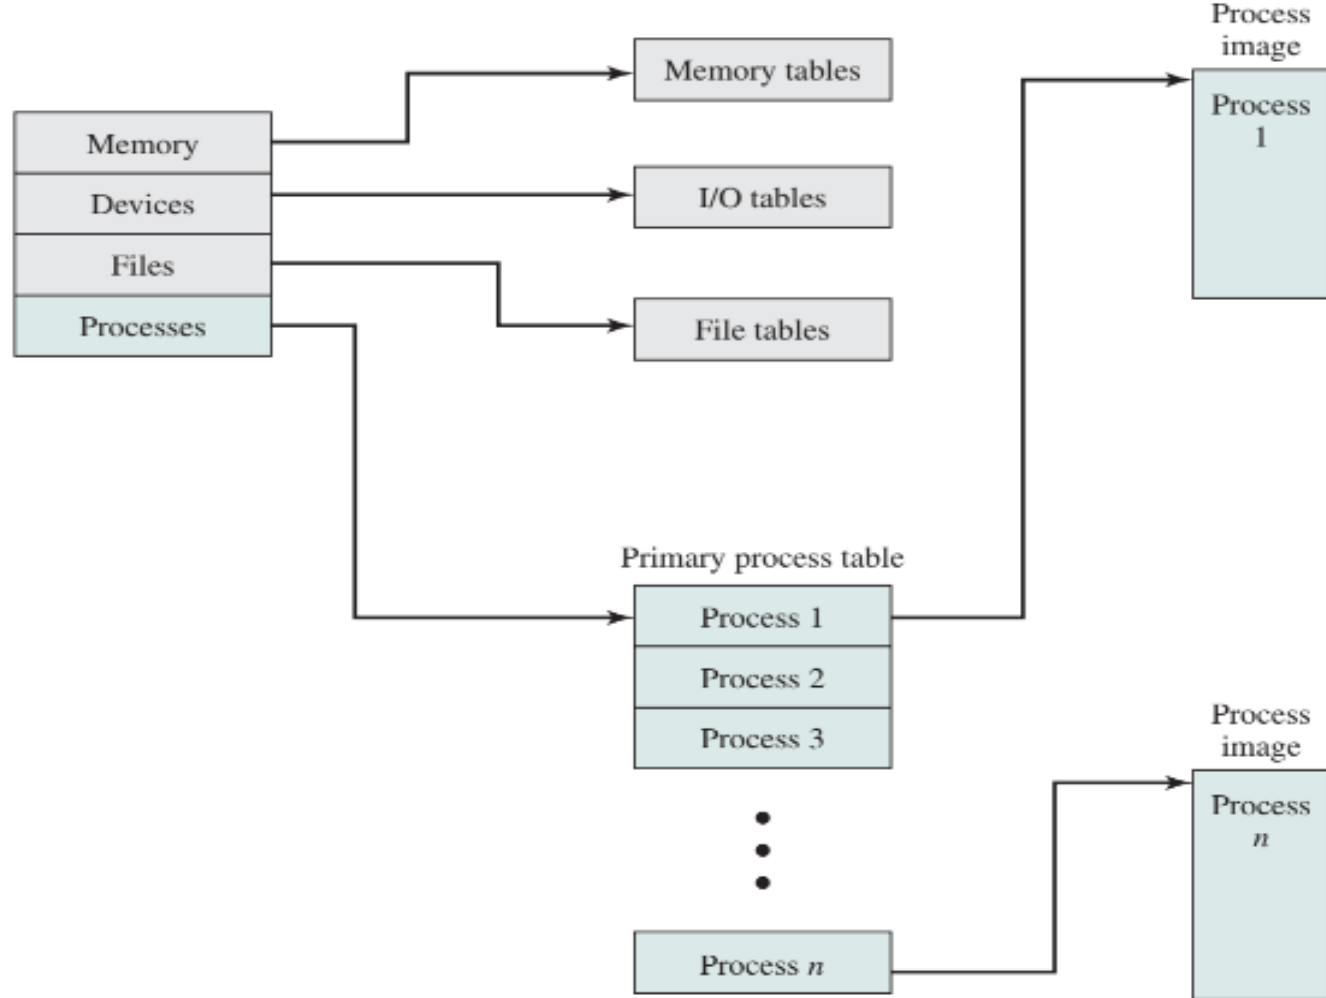 Process
image
Memory tables
Process
1
Memory
Devices
I/O tables
Files
Processes
File tables
Primary process table
Process 1
Process 2
Process 3
Process
image
Process
n
Process n